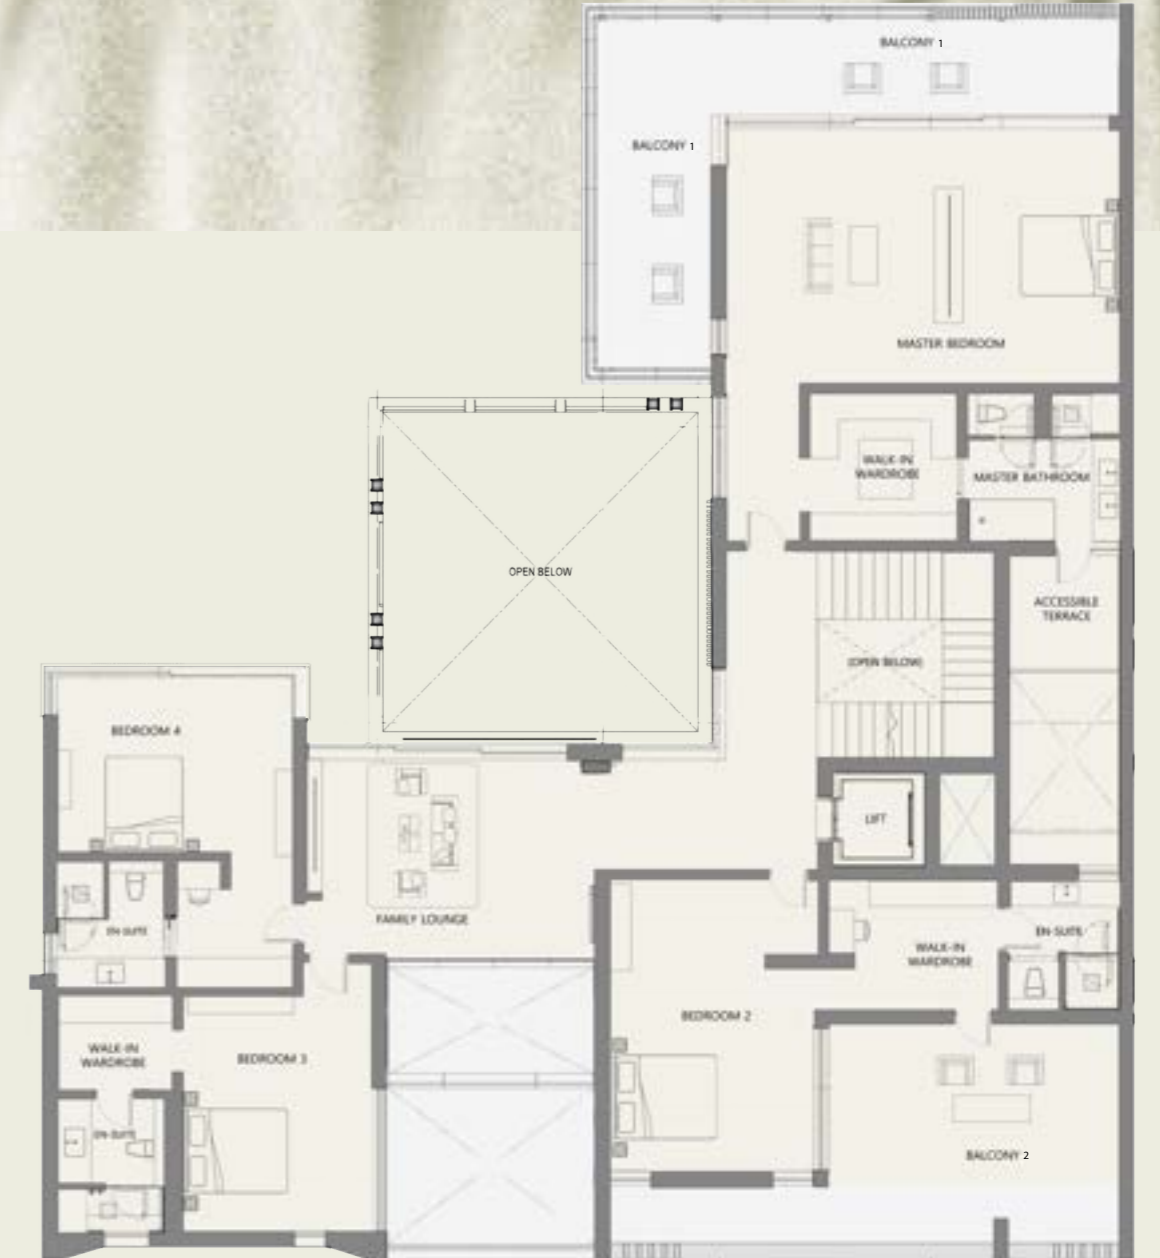 BALCONY 1
BALCONY 1
MASTER BEDROOM
WALK-IN
WARDROBE
MASTER BATHROOM
OPEN BELOW
ACCESSIBLE
TERRACE
(OPEN BELOW)
BEDROOM 4
LIFT
FAMILY LOUNGE
EN-SUITE
EN-SUITE
WALK-IN
WARDROBE
BEDROOM 2
WALK-IN
WARDROBE
BEDROOM 3
EN-SUITE
BALCONY 2